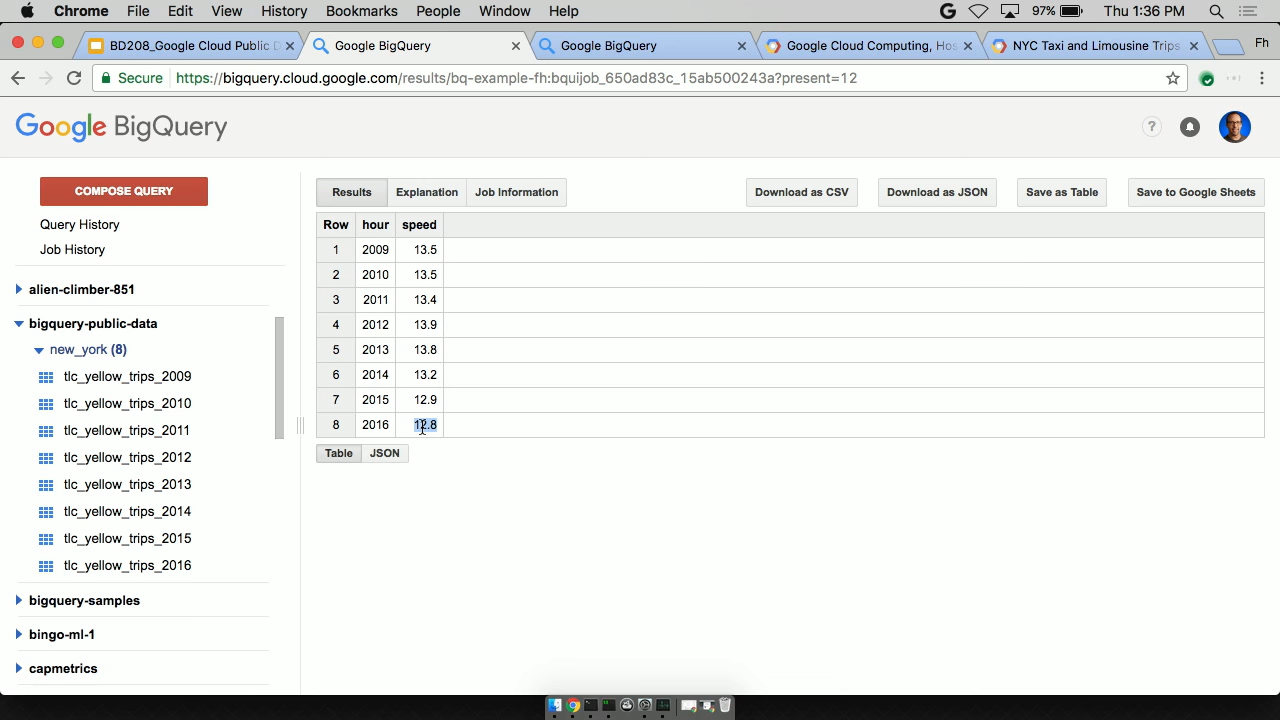 Chrome File Edit View History Bookmarks People Window Help 97% Thu 1:36 PM
BD208_Google Cloud Public D Google BigQuery Google BigQuery Google Cloud Computing, Hos NYC Taxi and Limousine Trips Fh
Secure https://bigquery.cloud.google.com/results/bq-example-fh:bquijob_650ad83c_15ab500243a?present=12
Google BigQuery ?
COMPOSE QUERY
Query History
Job History
alien-climber-851
bigquery-public-data
new_york (8)
tlc_yellow_trips_2009
tlc_yellow_trips_2010
tlc_yellow_trips_2011
tlc_yellow_trips_2012
tlc_yellow_trips_2013
tlc_yellow_trips_2014
tlc_yellow_trips_2015
tlc_yellow_trips_2016
bigquery-samples
bingo-ml-1
capmetrics
Results Explanation Job Information Download as CSV Download as JSON Save as Table Save to Google Sheets
Row hour speed
1 2009 13.5
2 2010 13.5
3 2011 13.4
4 2012 13.9
5 2013 13.8
6 2014 13.2
7 2015 12.9
8 2016 12.8
Table JSON